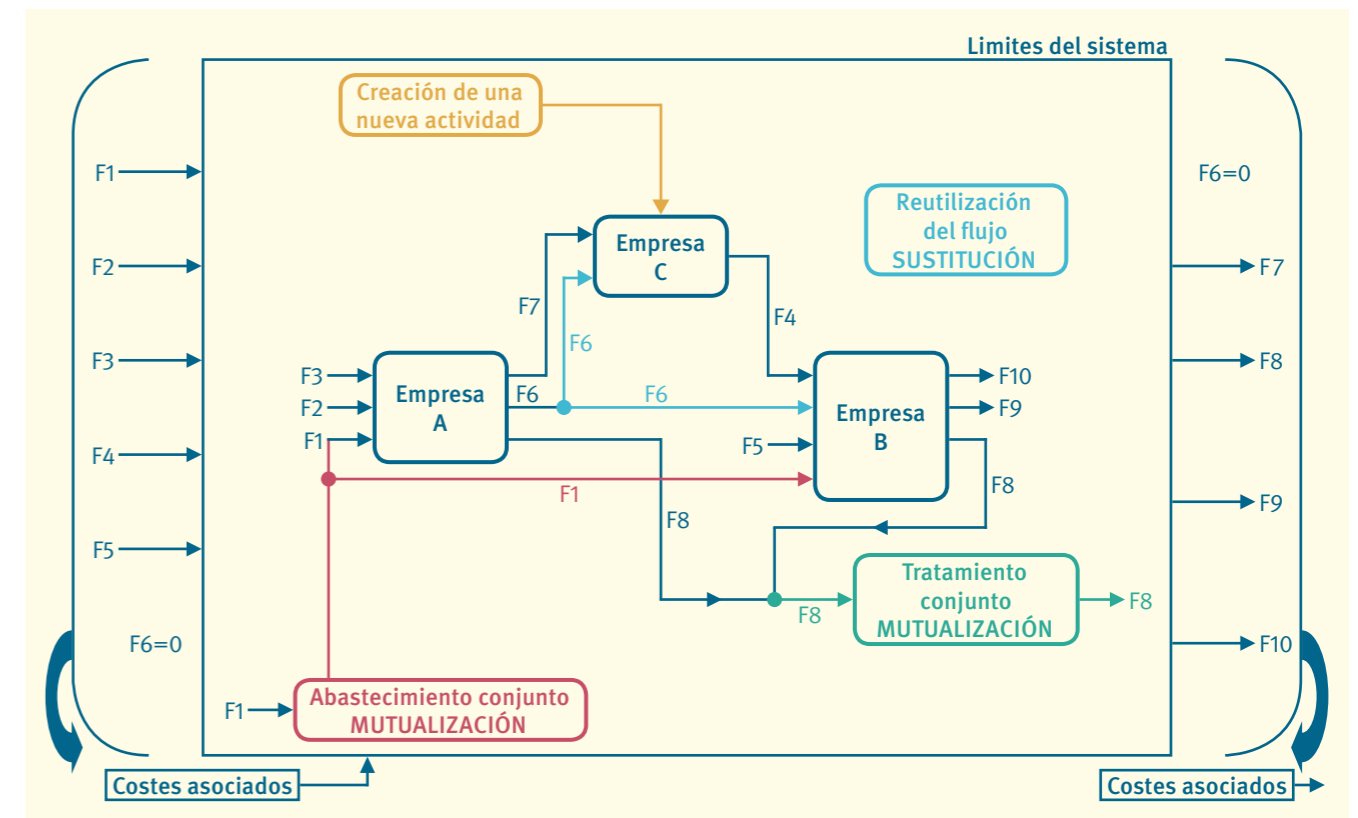 Limites del sistema
Creación de una
nueva actividad
F1
F6=0
Reutilización
del flujo
SUSTITUCIÓN
Empresa
C
F2
F7
F7
F4
F6
F3
F8
F3
Empresa
A
F6
F6
F10
F2
F9
Empresa
B
F1
F5
F4
F1
F8
F9
F8
F5
Tratamiento
conjunto
MUTUALIZACIÓN
F8
F8
F6=0
F10
Abastecimiento conjunto
MUTUALIZACIÓN
F1
Costes asociados
Costes asociados